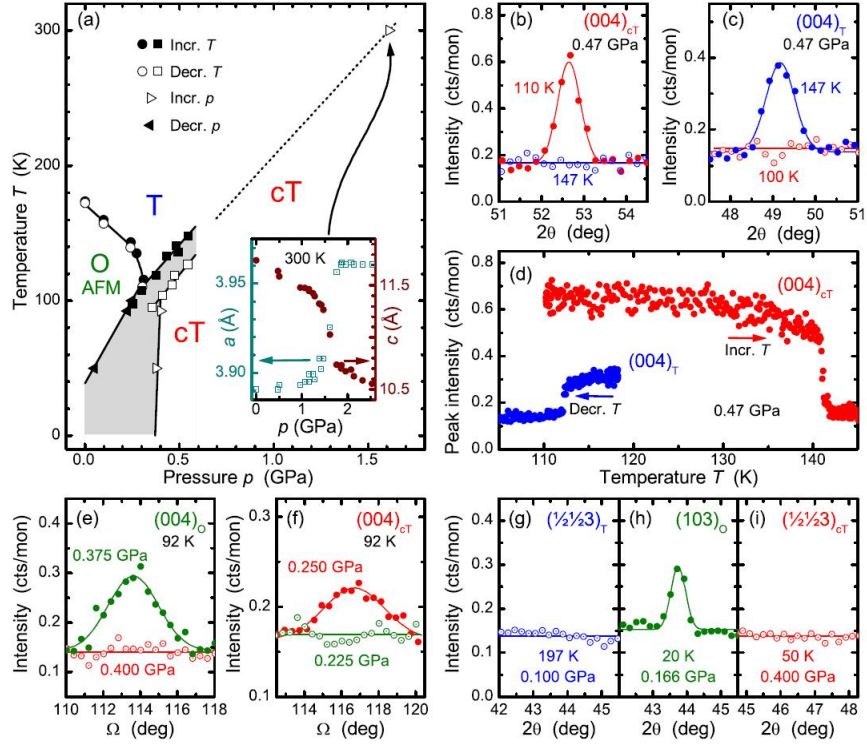 (a)
Incr. T
Decr. T
Incr. p
Decr. p
Temperature T (K)
300
200
100
0
T
cT
O
AFM
cT
300 K
3.95
3.90
a (Å)
11.5
10.5
c (Å)
0 1 2
p (GPa)
0.0 0.5 1.0 1.5
Pressure p (GPa)
(b) (004)cT
0.47 GPa
110 K
147 K
Intensity (cts/mon)
0.8
0.6
0.4
0.2
0.0
51 52 53 54
2θ (deg)
(c) (004)T
0.47 GPa
147 K
100 K
Intensity (cts/mon)
0.4
0.2
0.0
48 49 50 51
2θ (deg)
(d)
(004)cT
Incr. T
(004)T
Decr. T
0.47 GPa
Peak intensity (cts/mon)
0.8
0.6
0.4
0.2
0.0
110 120 130 140
Temperature T (K)
(e) (004)O
92 K
0.375 GPa
0.400 GPa
Intensity (cts/mon)
0.4
0.3
0.2
0.1
110 112 114 116 118
Ω (deg)
(f) (004)cT
92 K
0.250 GPa
0.225 GPa
Intensity (cts/mon)
0.3
0.2
0.1
114 116 118 120
Ω (deg)
(g) (½½3)T
197 K
0.100 GPa
Intensity (cts/mon)
0.4
0.3
0.2
0.1
0.0
42 43 44 45
2θ (deg)
(h) (103)O
20 K
0.166 GPa
43 44 45
2θ (deg)
(i) (½½3)cT
50 K
0.400 GPa
45 46 47 48
2θ (deg)